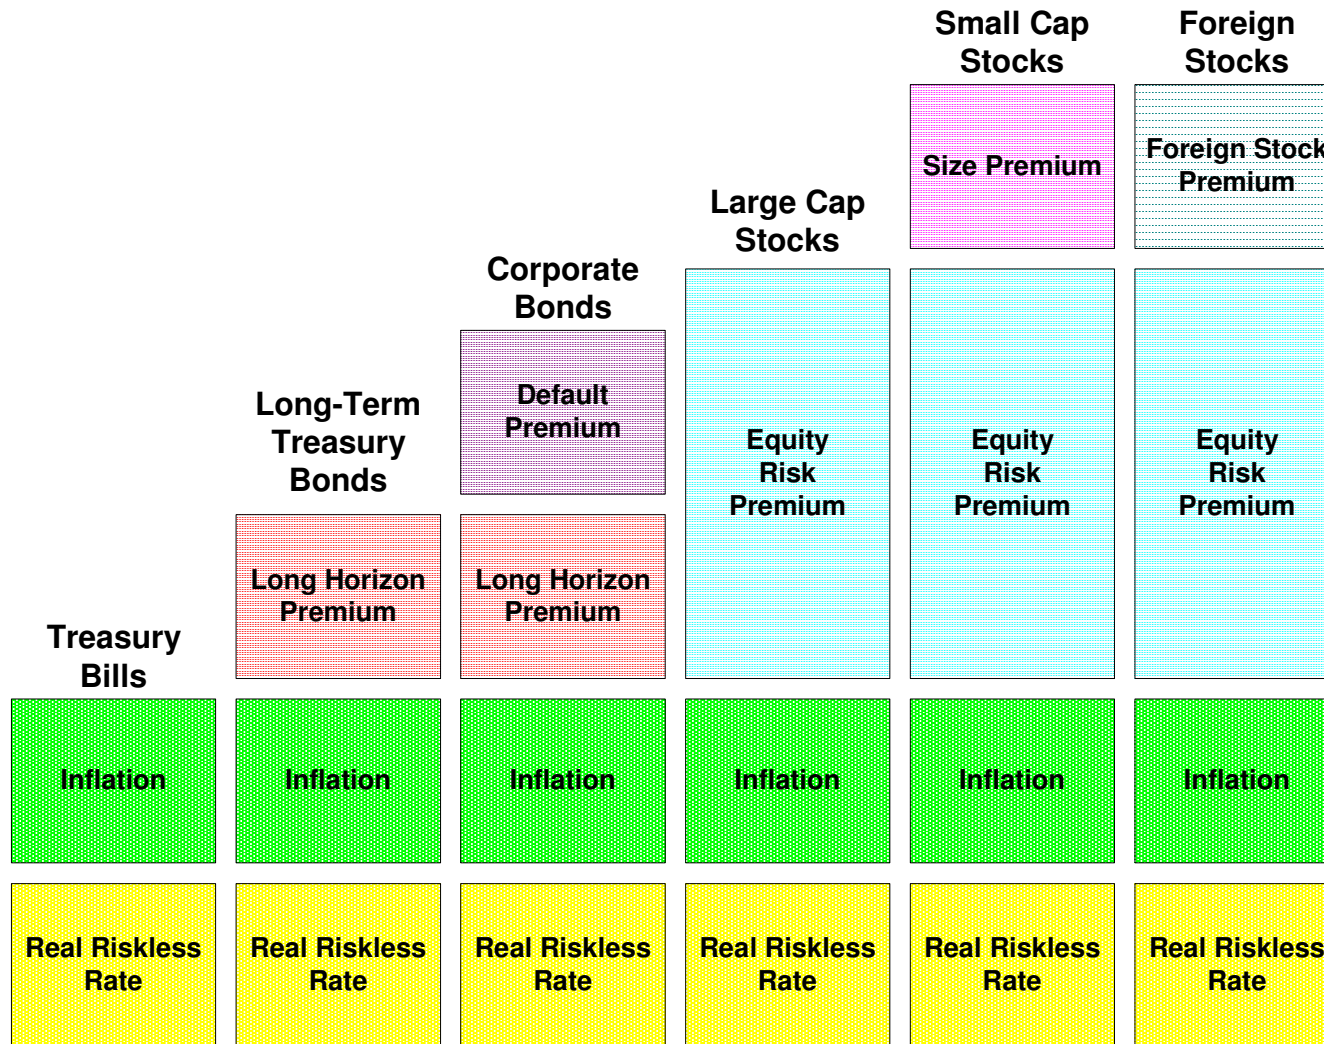 Small Cap
Stocks
Foreign
Stocks
Size Premium
Foreign Stock
Premium
Large Cap
Stocks
Corporate
Bonds
Default
Premium
Equity
Risk
Premium
Equity
Risk
Premium
Equity
Risk
Premium
Long-Term
Treasury
Bonds
Long Horizon
Premium
Long Horizon
Premium
Treasury
Bills
Inflation
Inflation
Inflation
Inflation
Inflation
Inflation
Real Riskless
Rate
Real Riskless
Rate
Real Riskless
Rate
Real Riskless
Rate
Real Riskless
Rate
Real Riskless
Rate